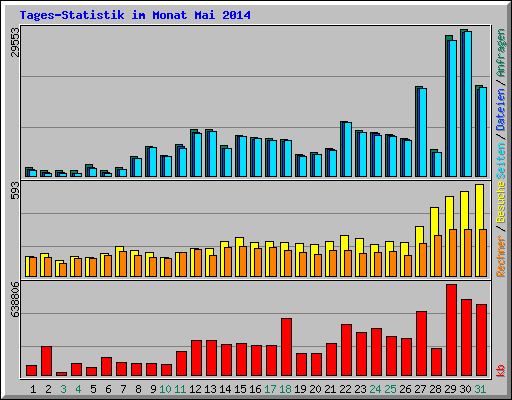 Tages-Statistik im Monat Mai 2014
29553
593
638806
Rechner / Besuche
Seiten / Dateien / Anfragen
kb
1 2 3 4 5 6 7 8 9 10 11 12 13 14 15 16 17 18 19 20 21 22 23 24 25 26 27 28 29 30 31